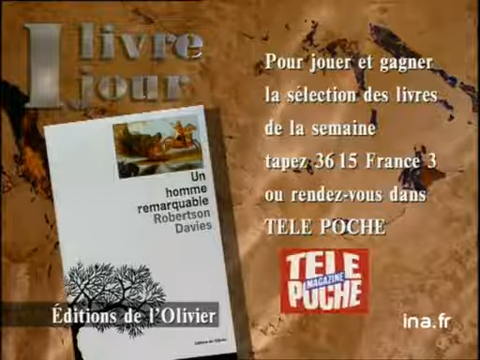 1 livre
jour
Pour jouer et gagner
la sélection des livres
de la semaine
tapez 36 15 France 3
ou rendez-vous dans
TELE POCHE
Un
homme
remarquable
Robertson
Davies
TELE
MAGAZINE
POCHE
Éditions de l'Olivier
ina.fr